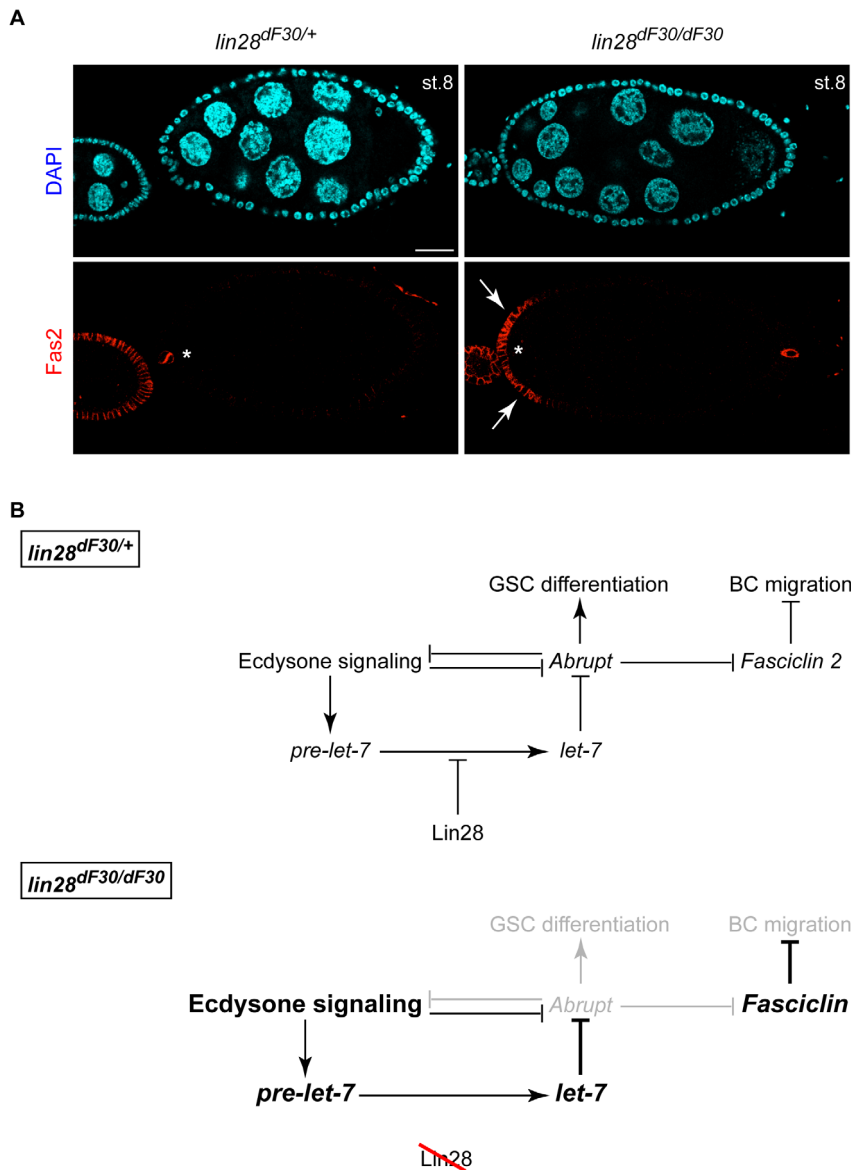 A
lin28dF30/+ lin28dF30/dF30
DAPI
st.8 st.8
Fas2
*
*
B
lin28dF30/+
GSC differentiation BC migration
Ecdysone signaling Abrupt Fasciclin 2
pre-let-7 let-7
Lin28
lin28dF30/dF30
GSC differentiation BC migration
Ecdysone signaling Abrupt Fasciclin
pre-let-7 let-7
Lin28